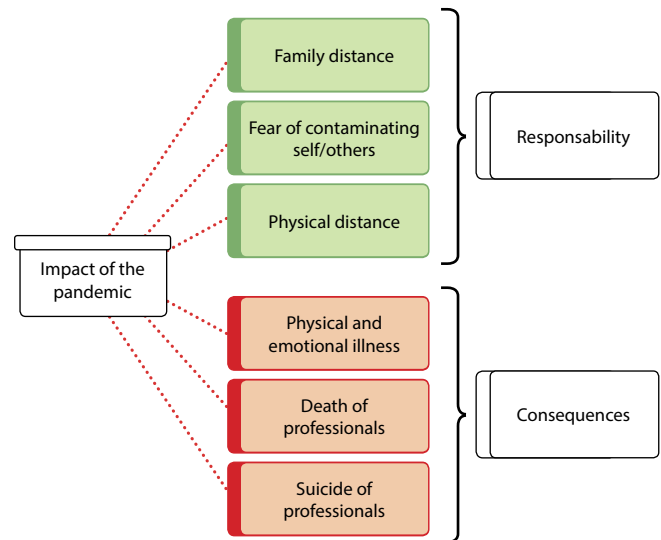 Family distance
Fear of contaminating
self/others
Responsability
Physical distance
Impact of the
pandemic
Physical and
emotional illness
Death of
professionals
Consequences
Suicide of
professionals